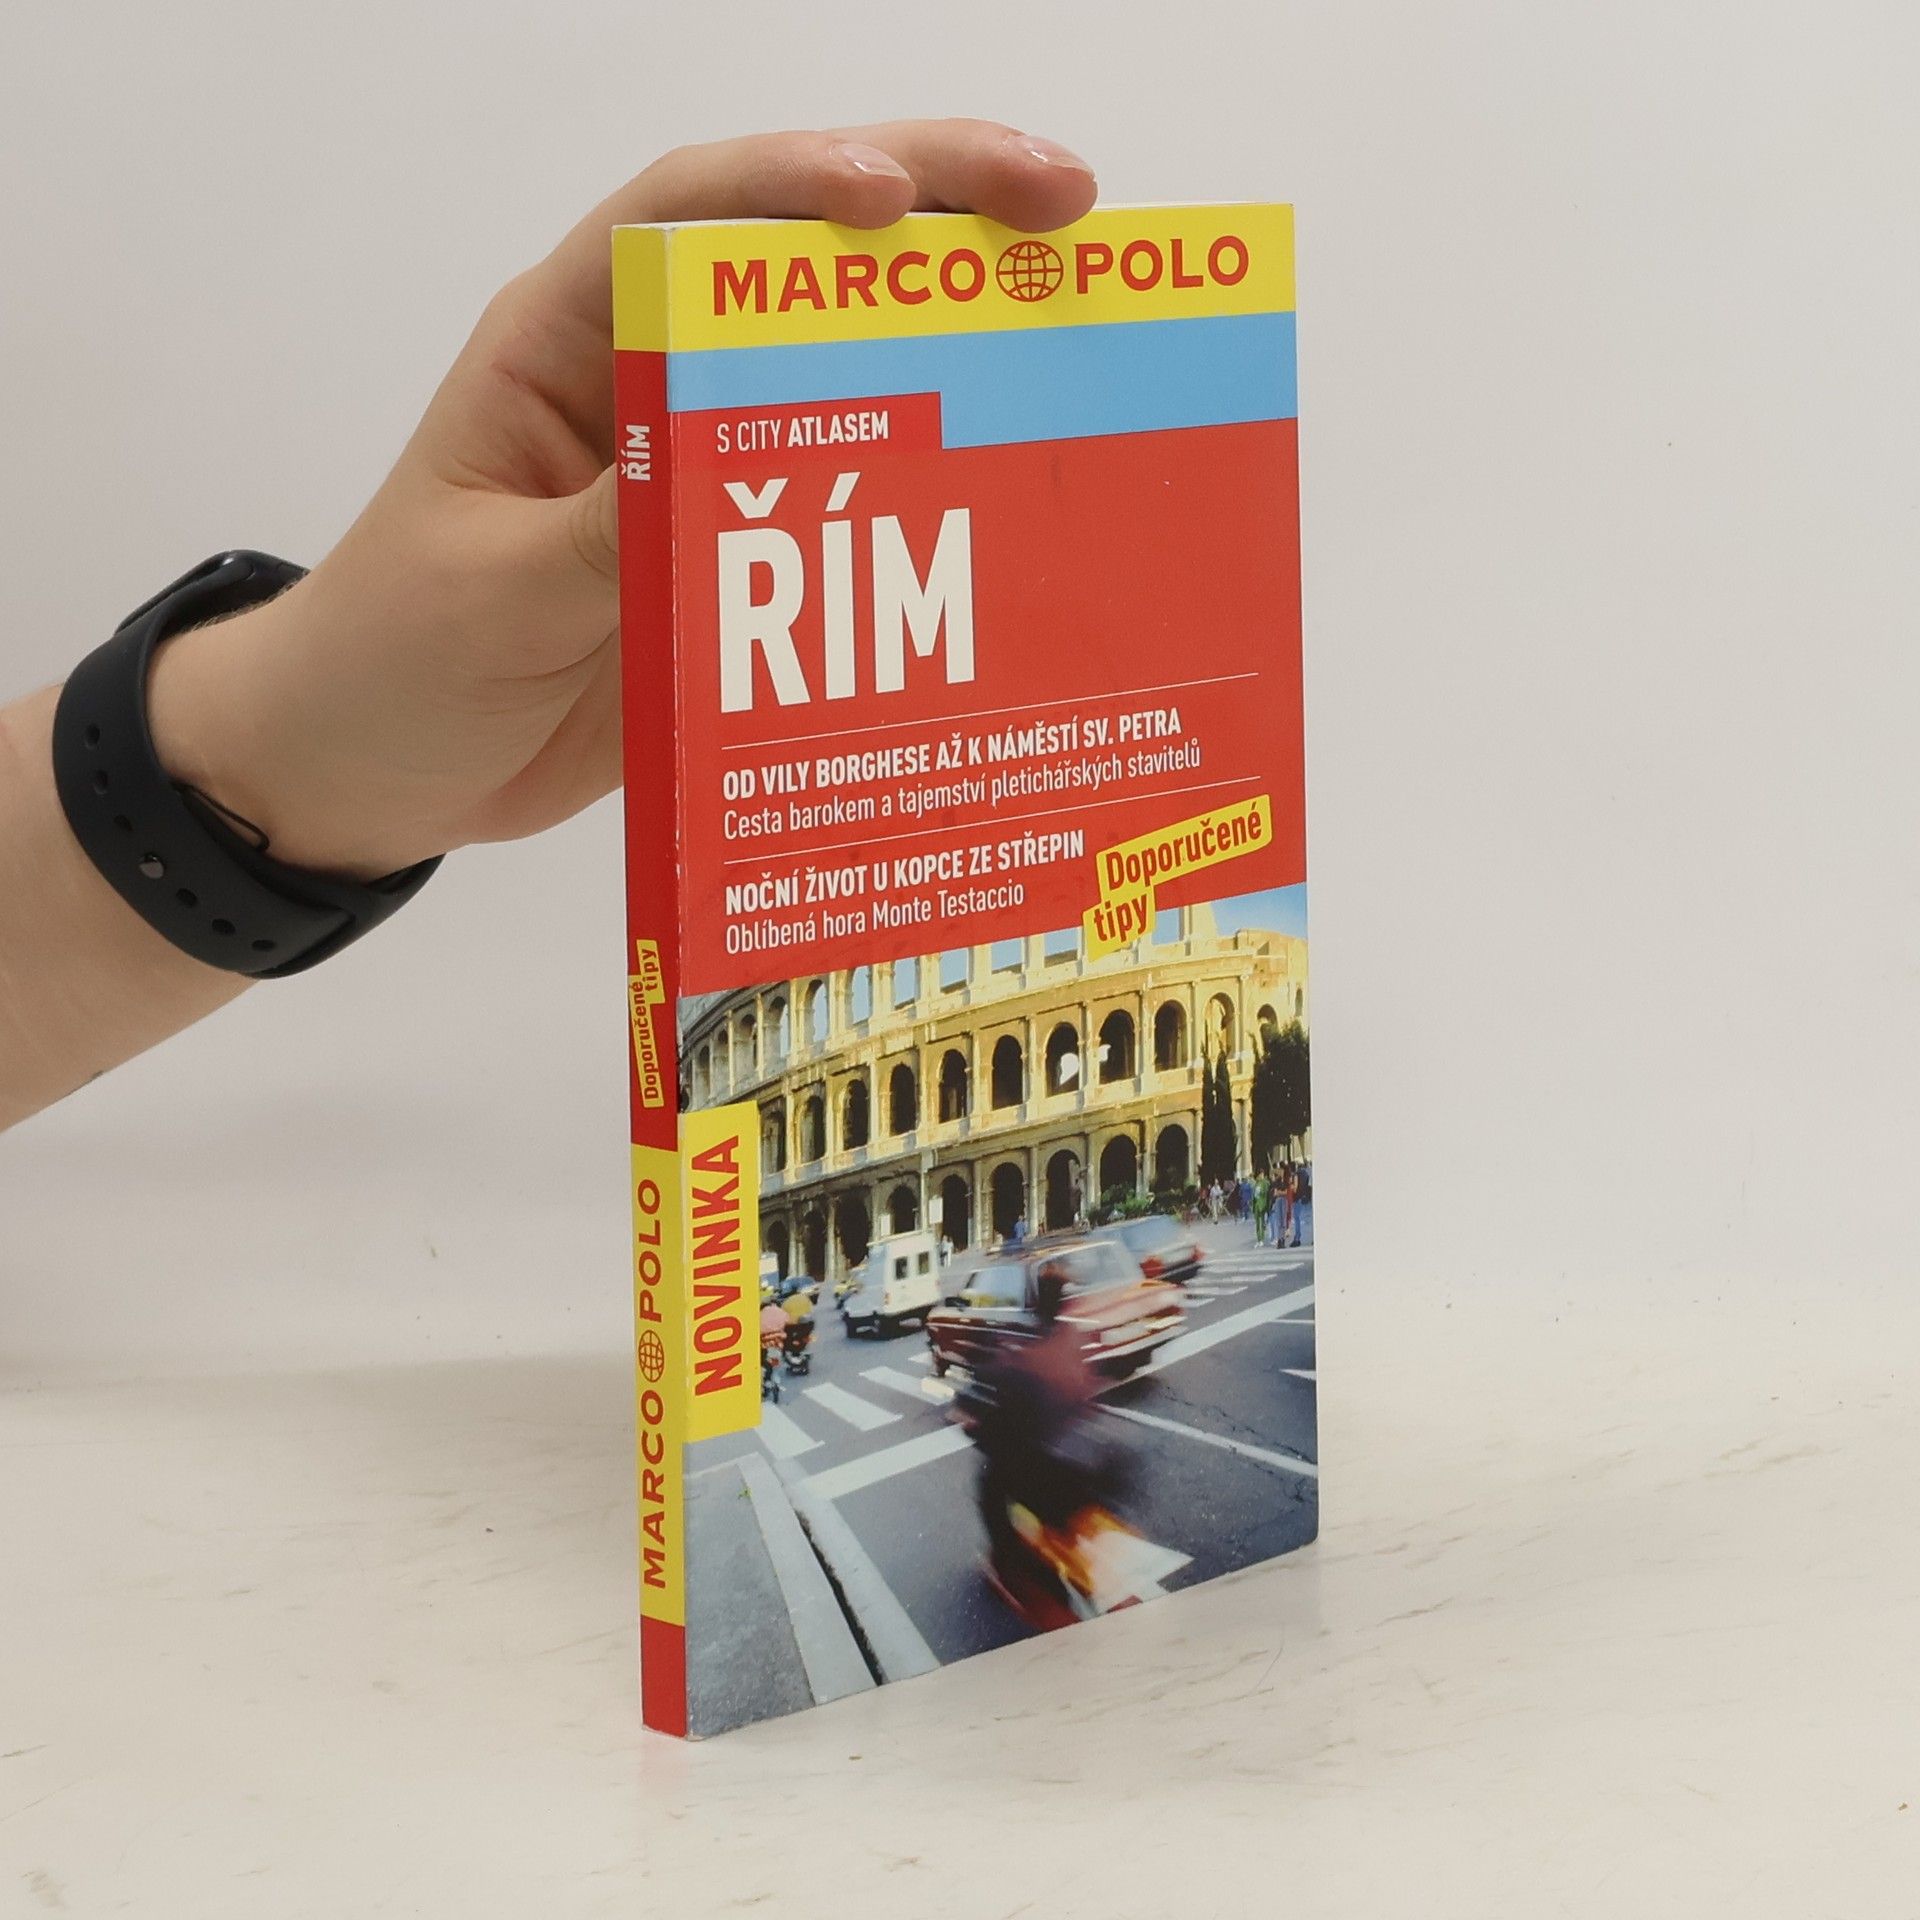 MARCO POLO
S CITY ATLASEM
ŘÍM
OD VILY BORGHESE AŽ K NÁMĚSTÍ SV. PETRA
Cesta barokem a tajemství pletichářských stavitelů
NOČNÍ ŽIVOT U KOPCE ZE STŘEPIN
Oblíbená hora Monte Testaccio
Doporučené
tipy
NOVINKA
ŘÍM
Doporučené
tipy
MARCO POLO